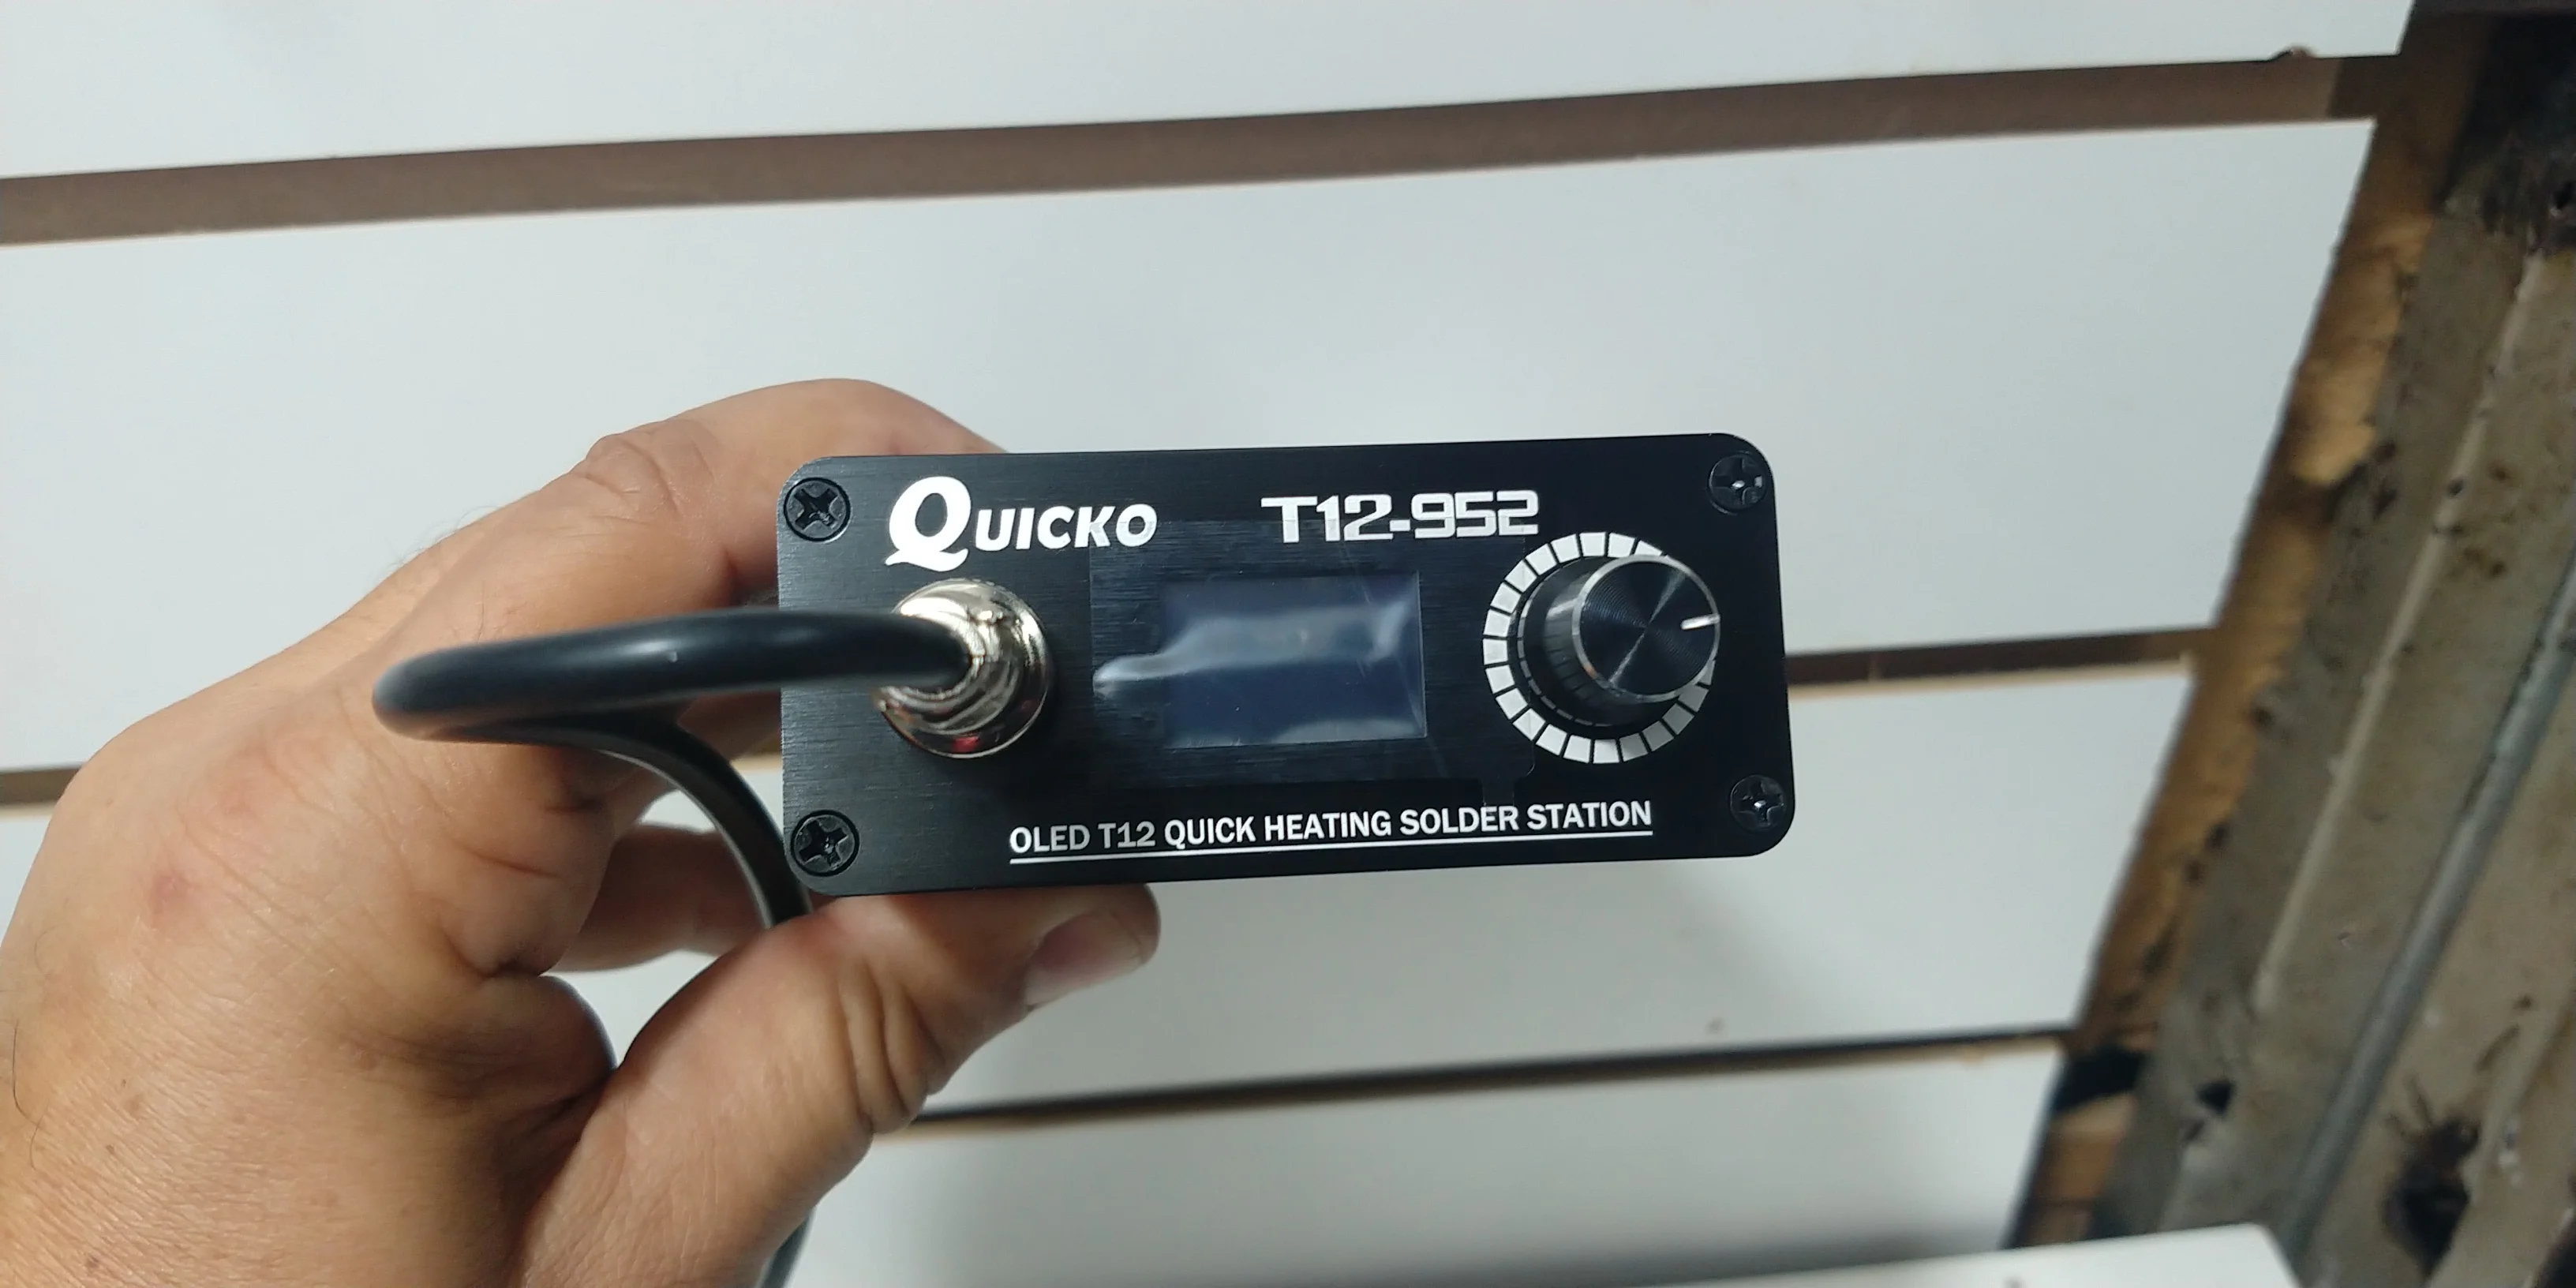 QUICKO
T12-952
OLED T12 QUICK HEATING SOLDER STATION